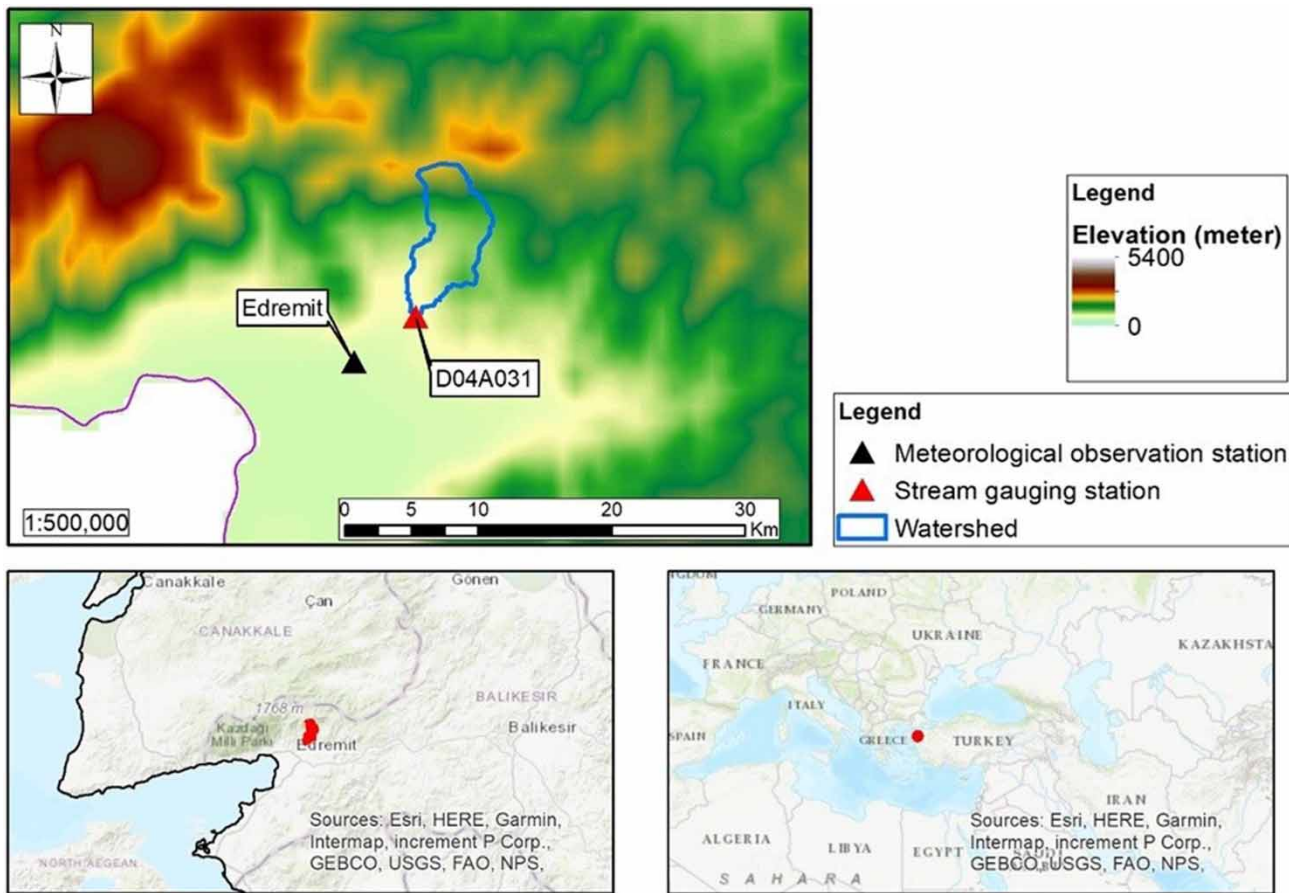 N
Edremit
D04A031
1:500,000
0 5 10 20 30
Km
Legend
Elevation (meter)
5400
0
Legend
Meteorological observation station
Stream gauging station
Watershed
Canakkale
Gönen
Çan
CANAKKALE
BALIKESIR
1768 m
Kazdağı
Milli Parkı
Balikesir
Edremit
Sources: Esri, HERE, Garmin,
Intermap, increment P Corp.,
GEBCO, USGS, FAO, NPS,
NORTH AEGEAN
POLAND
GERMANY
UKRAINE
KAZAKHSTA
FRANCE
ITALY
SPAIN
GREECE
TURKEY
IRAN
Sources: Esri, HERE, Garmin,
ALGERIA
LIBYA
EGYPT
Intermap, increment P Corp.,
GEBCO, USGS, FAO, NPS,
SAHARA